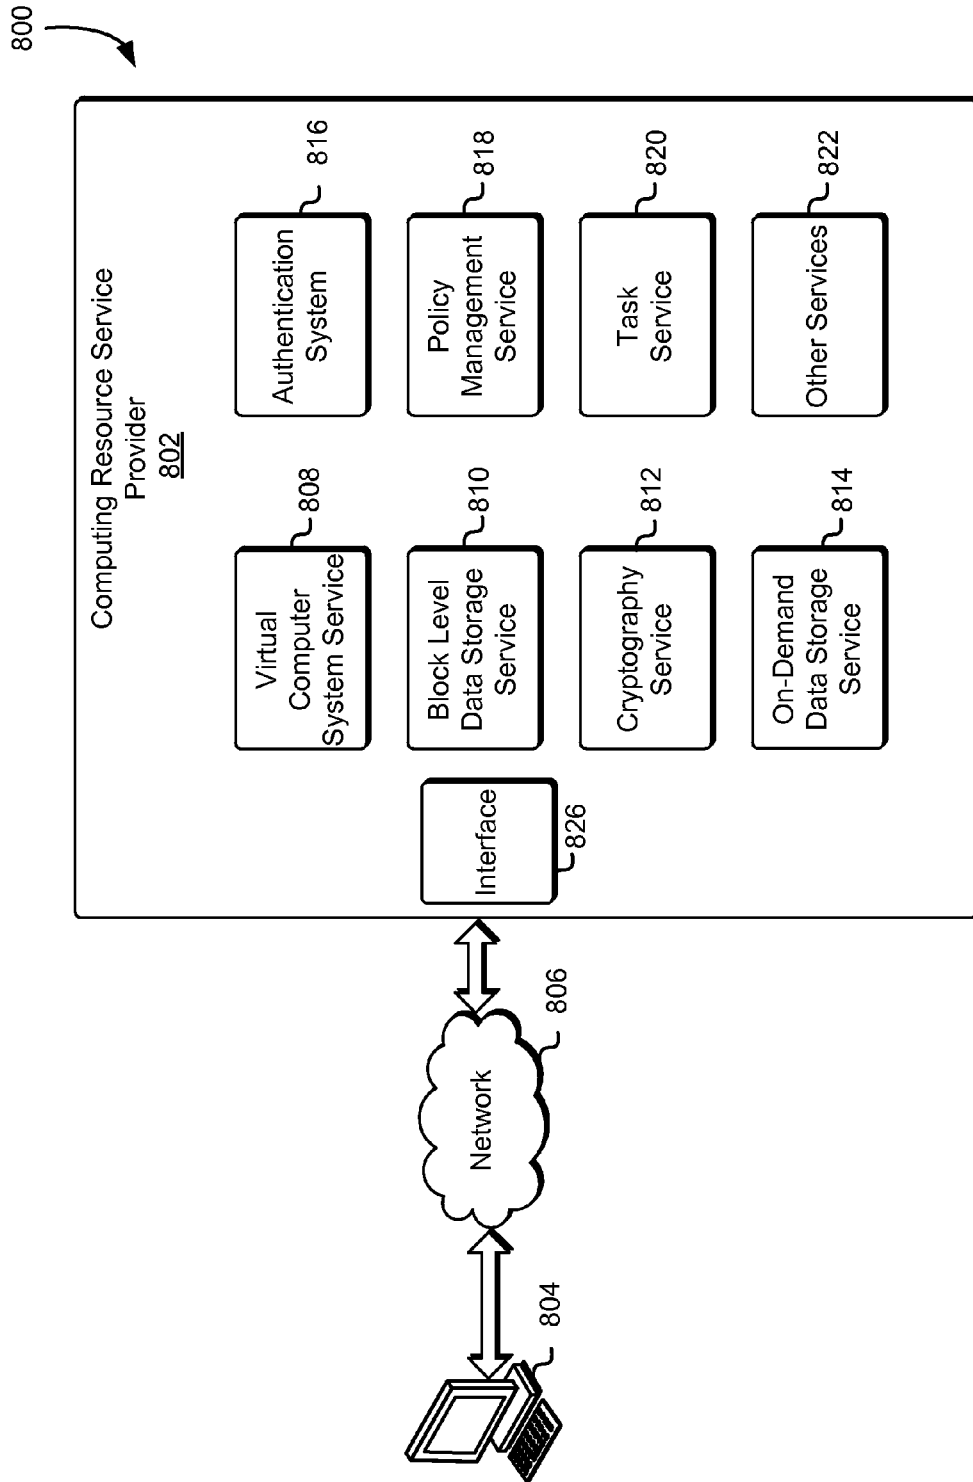 800
Computing Resource Service
Provider
802
Virtual
Computer
System Service
808
Authentication
System
816
Block Level
Data Storage
Service
810
Policy
Management
Service
818
Cryptography
Service
812
Task
Service
820
On-Demand
Data Storage
Service
814
Other Services
822
Interface
826
Network
806
804